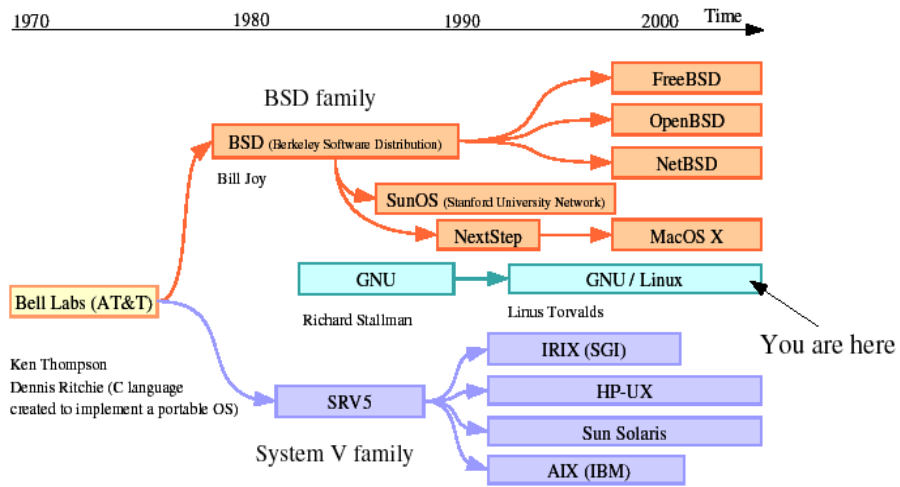 1970 1980 1990 2000 Time
BSD family
FreeBSD
OpenBSD
BSD (Berkeley Software Distribution)
NetBSD
Bill Joy
SunOS (Stanford University Network)
NextStep
MacOS X
GNU
GNU / Linux
Bell Labs (AT&T)
Richard Stallman
Linus Torvalds
You are here
Ken Thompson
Dennis Ritchie (C language
created to implement a portable OS)
IRIX (SGI)
HP-UX
SRV5
Sun Solaris
System V family
AIX (IBM)